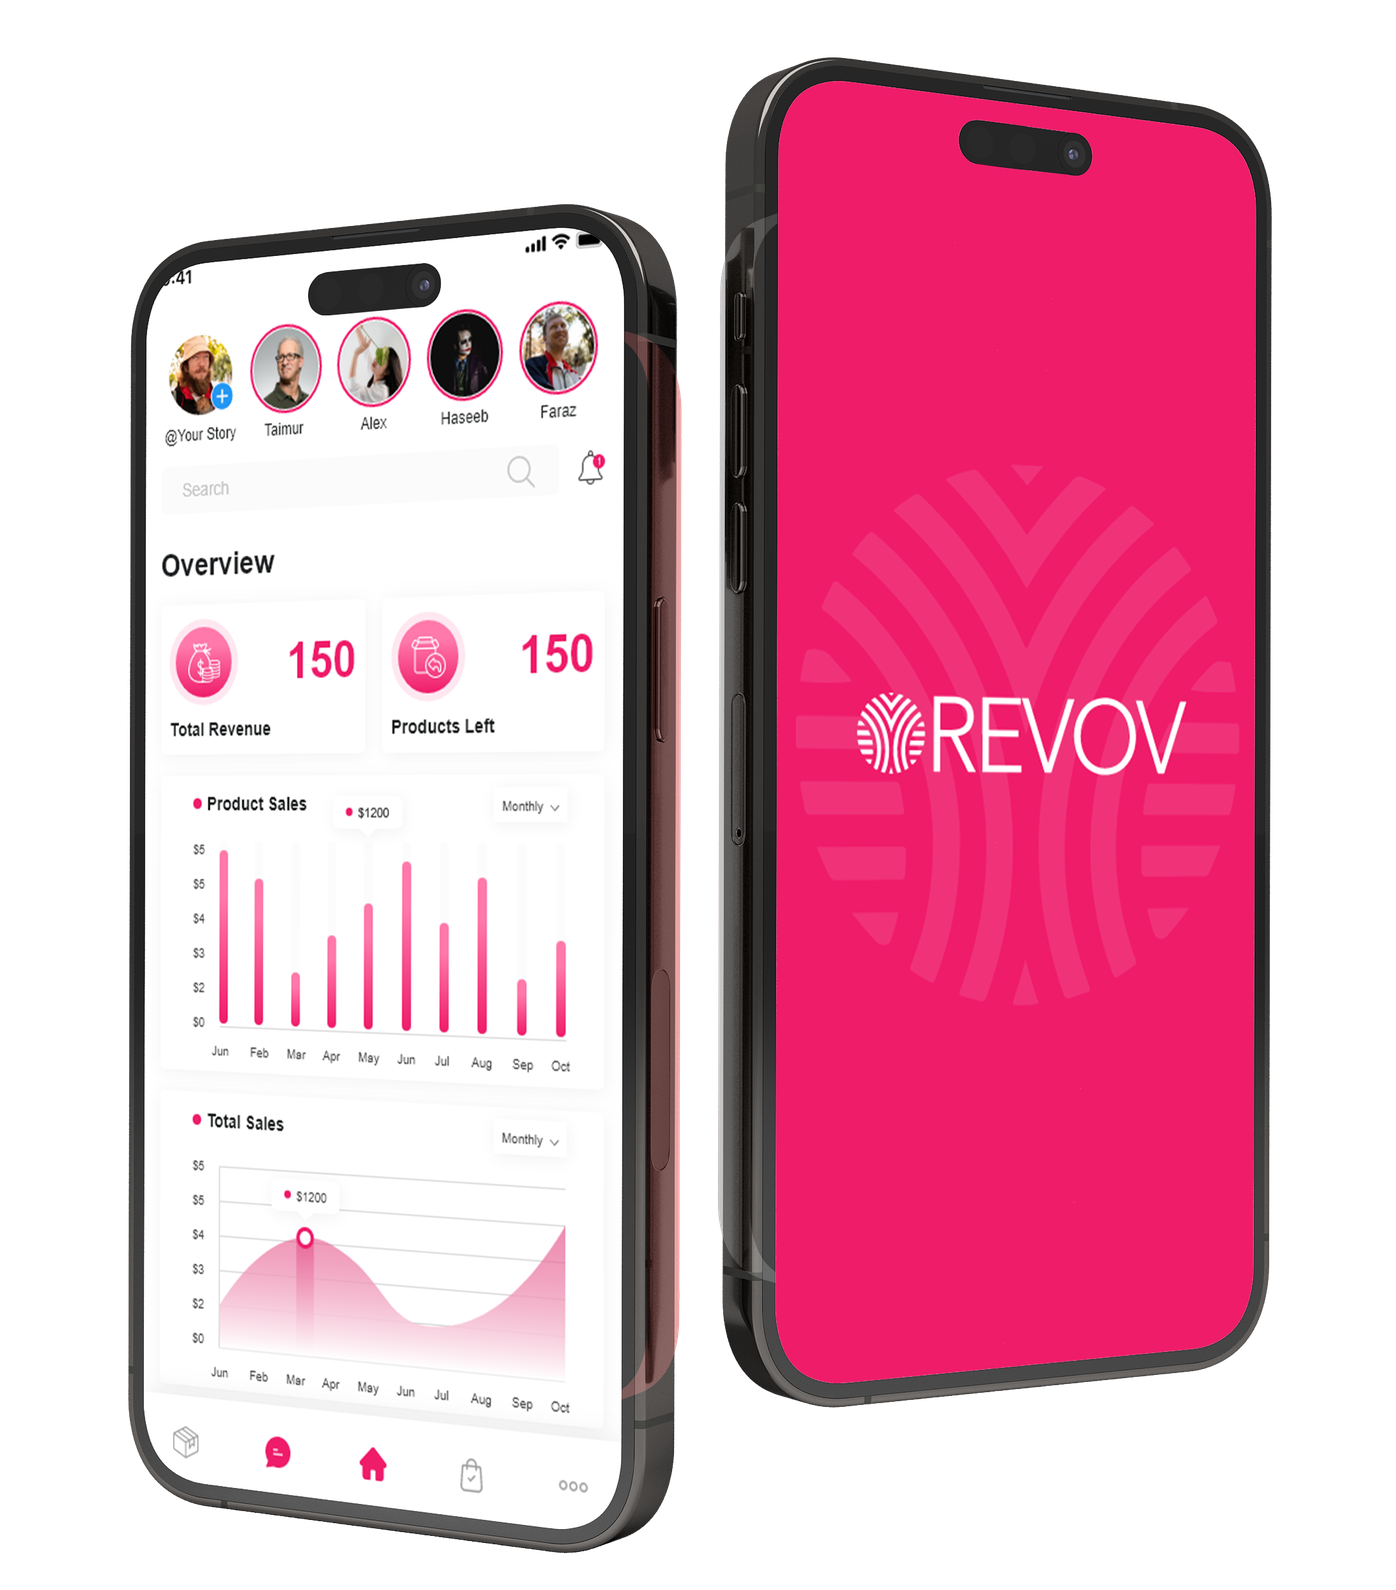 :41
@Your Story
Taimur
Alex
Haseeb
Faraz
Search
1
Overview
150
Total Revenue
150
Products Left
Product Sales
$1200
Monthly
$5
$5
$4
$3
$2
$0
Jun Feb Mar Apr May Jun Jul Aug Sep Oct
Total Sales
Monthly
$1200
$5
$5
$4
$3
$2
$0
Jun Feb Mar Apr May Jun Jul Aug Sep Oct
REVOV